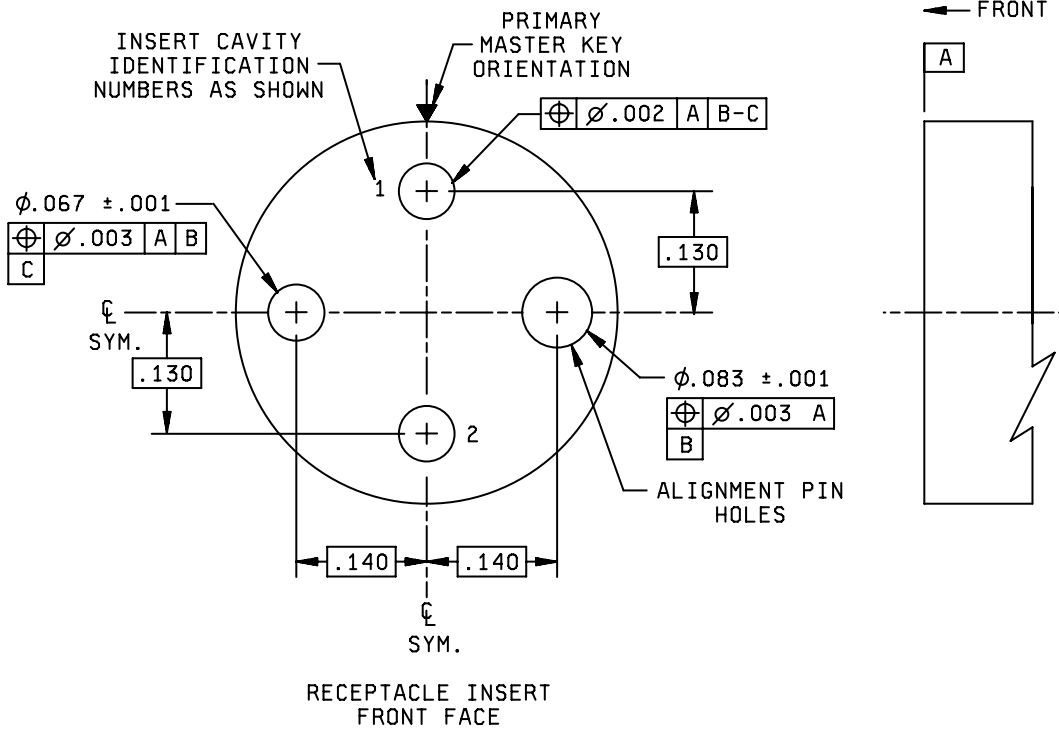 PRIMARY
MASTER KEY
ORIENTATION
INSERT CAVITY
IDENTIFICATION
NUMBERS AS SHOWN
FRONT
A
⌖ ⌀.002 A B-C
1
⌀.067 ±.001
⌖ ⌀.003 A B
C
.130
℄
SYM.
.130
2
⌀.083 ±.001
⌖ ⌀.003 A
B
ALIGNMENT PIN
HOLES
.140 .140
℄
SYM.
RECEPTACLE INSERT
FRONT FACE